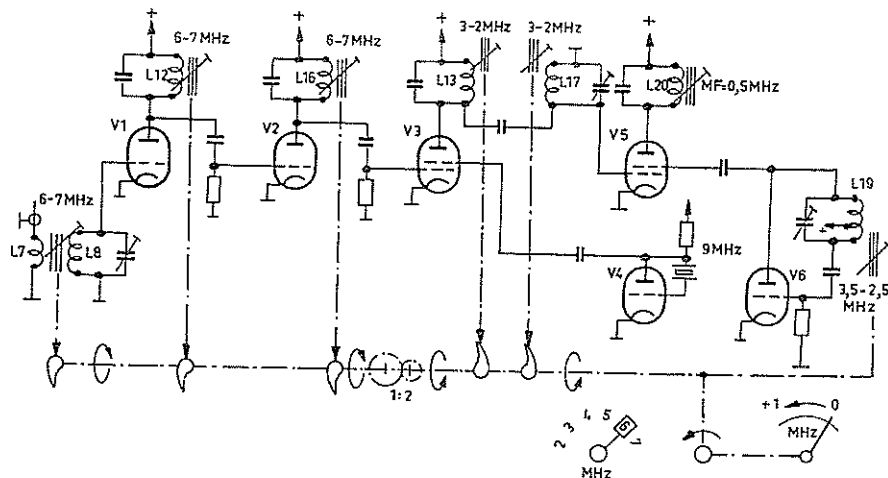 +
+
+
+
6-7MHz
6-7MHz
3-2MHz
3-2MHz
L12
L16
L13
L17
L20
MF=0,5MHz
V1
V2
V3
V5
6-7MHz
L7
L8
L19
9MHz
V4
V6
+
3,5-2,5
MHz
1:2
2 3 4 5 6 7
MHz
+1
0
MHz